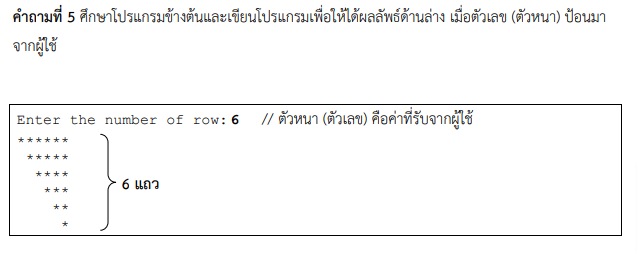 คำถามที่ 5 ศึกษาโปรแกรมข้างต้นและเขียนโปรแกรมเพื่อให้ได้ผลลัพธ์ด้านล่าง เมื่อตัวเลข (ตัวหนา) ป้อนมา
จากผู้ใช้
Enter the number of row: 6 // ตัวหนา (ตัวเลข) คือค่าที่รับจากผู้ใช้
******
*****
****
*** 6 แถว
**
*